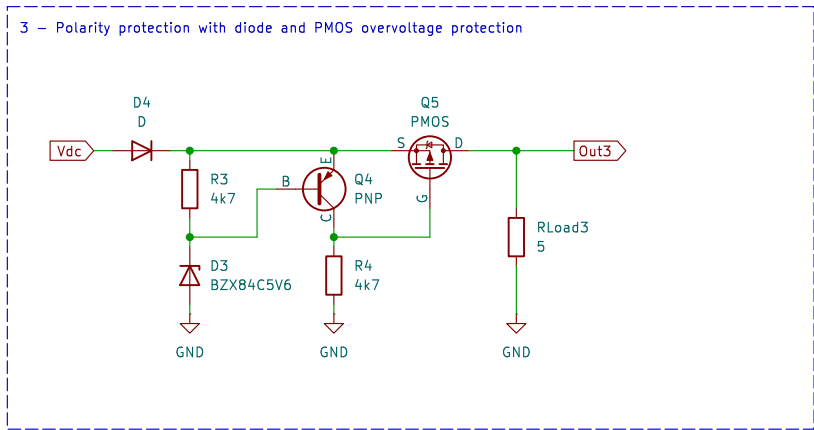 3 - Polarity protection with diode and PMOS overvoltage protection
D4
D
Q5
PMOS
Vdc
S
D
Out3
E
R3
4k7
B
Q4
PNP
G
C
RLoad3
5
D3
BZX84C5V6
R4
4k7
GND
GND
GND